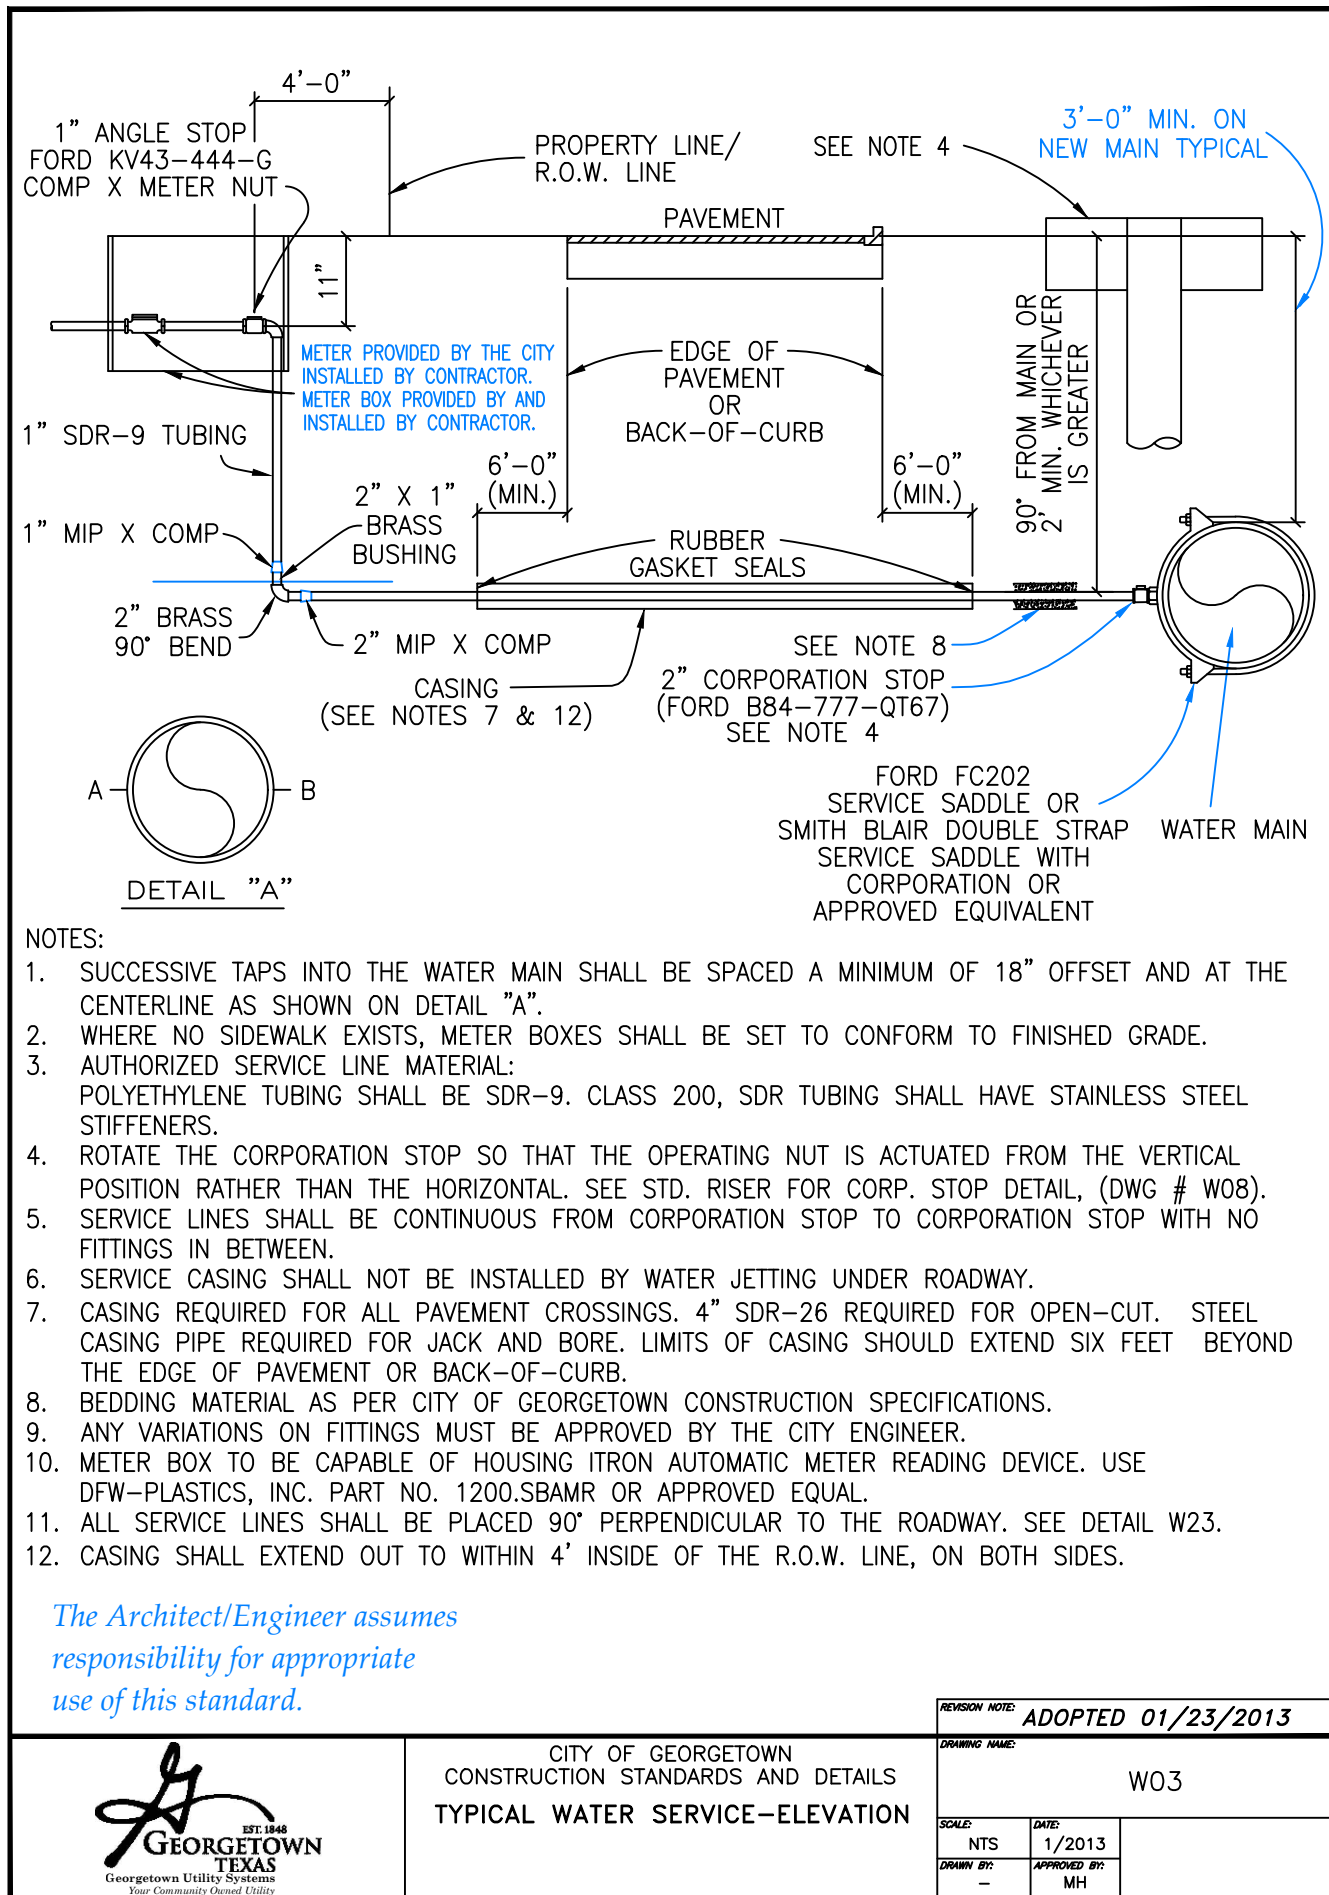 4'-0"
1" ANGLE STOP
FORD KV43-444-G
COMP X METER NUT
PROPERTY LINE/
R.O.W. LINE
SEE NOTE 4
3'-0" MIN. ON
NEW MAIN TYPICAL
PAVEMENT
11"
METER PROVIDED BY THE CITY
INSTALLED BY CONTRACTOR.
METER BOX PROVIDED BY AND
INSTALLED BY CONTRACTOR.
EDGE OF
PAVEMENT
OR
BACK-OF-CURB
90° FROM MAIN OR
2' MIN. WHICHEVER
IS GREATER
1" SDR-9 TUBING
6'-0"
(MIN.)
6'-0"
(MIN.)
2" X 1"
BRASS
BUSHING
1" MIP X COMP
RUBBER
GASKET SEALS
2" BRASS
90° BEND
2" MIP X COMP
SEE NOTE 8
CASING
(SEE NOTES 7 & 12)
2" CORPORATION STOP
(FORD B84-777-QT67)
SEE NOTE 4
FORD FC202
SERVICE SADDLE OR
SMITH BLAIR DOUBLE STRAP
SERVICE SADDLE WITH
CORPORATION OR
APPROVED EQUIVALENT
WATER MAIN
A
B
DETAIL "A"
NOTES:
1. SUCCESSIVE TAPS INTO THE WATER MAIN SHALL BE SPACED A MINIMUM OF 18" OFFSET AND AT THE
CENTERLINE AS SHOWN ON DETAIL "A".
2. WHERE NO SIDEWALK EXISTS, METER BOXES SHALL BE SET TO CONFORM TO FINISHED GRADE.
3. AUTHORIZED SERVICE LINE MATERIAL:
POLYETHYLENE TUBING SHALL BE SDR-9. CLASS 200, SDR TUBING SHALL HAVE STAINLESS STEEL
STIFFENERS.
4. ROTATE THE CORPORATION STOP SO THAT THE OPERATING NUT IS ACTUATED FROM THE VERTICAL
POSITION RATHER THAN THE HORIZONTAL. SEE STD. RISER FOR CORP. STOP DETAIL, (DWG # W08).
5. SERVICE LINES SHALL BE CONTINUOUS FROM CORPORATION STOP TO CORPORATION STOP WITH NO
FITTINGS IN BETWEEN.
6. SERVICE CASING SHALL NOT BE INSTALLED BY WATER JETTING UNDER ROADWAY.
7. CASING REQUIRED FOR ALL PAVEMENT CROSSINGS. 4" SDR-26 REQUIRED FOR OPEN-CUT. STEEL
CASING PIPE REQUIRED FOR JACK AND BORE. LIMITS OF CASING SHOULD EXTEND SIX FEET BEYOND
THE EDGE OF PAVEMENT OR BACK-OF-CURB.
8. BEDDING MATERIAL AS PER CITY OF GEORGETOWN CONSTRUCTION SPECIFICATIONS.
9. ANY VARIATIONS ON FITTINGS MUST BE APPROVED BY THE CITY ENGINEER.
10. METER BOX TO BE CAPABLE OF HOUSING ITRON AUTOMATIC METER READING DEVICE. USE
DFW-PLASTICS, INC. PART NO. 1200.SBAMR OR APPROVED EQUAL.
11. ALL SERVICE LINES SHALL BE PLACED 90° PERPENDICULAR TO THE ROADWAY. SEE DETAIL W23.
12. CASING SHALL EXTEND OUT TO WITHIN 4' INSIDE OF THE R.O.W. LINE, ON BOTH SIDES.
The Architect/Engineer assumes
responsibility for appropriate
use of this standard.
REVISION NOTE: ADOPTED 01/23/2013
EST. 1848
GEORGETOWN
TEXAS
Georgetown Utility Systems
Your Community Owned Utility
CITY OF GEORGETOWN
CONSTRUCTION STANDARDS AND DETAILS
TYPICAL WATER SERVICE-ELEVATION
DRAWING NAME:
W03
SCALE:
NTS
DATE:
1/2013
DRAWN BY:
-
APPROVED BY:
MH